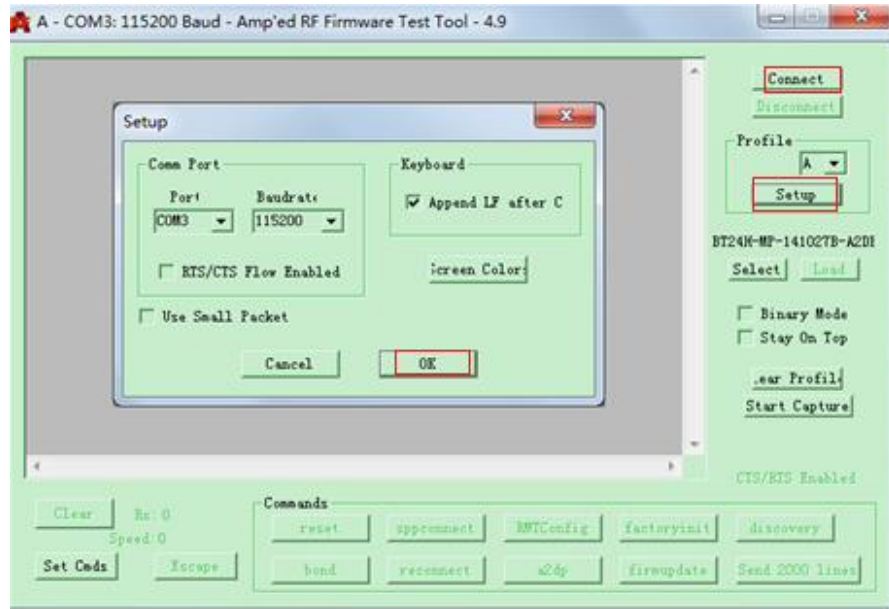 A - COM3: 115200 Baud - Amp'ed RF Firmware Test Tool - 4.9
Connect
Disconnect
Profile
A
Setup
BT24H-MP-141027B-A2DI
Select Load
Binary Mode
Stay On Top
.ear Profil
Start Capture
CTS/RTS Enabled
Setup
Comm Port
Port Baudrat
COM3 115200
RTS/CTS Flow Enabled
Use Small Packet
Keyboard
Append LF after C
Screen Color
Cancel OK
Clear Rx: 0
Speed: 0
Set Cmds Escape
Commands
reset sppconnect RMTConfig factoryinit discovery
bond reconnect a2dp firmupdate Send 2000 lines